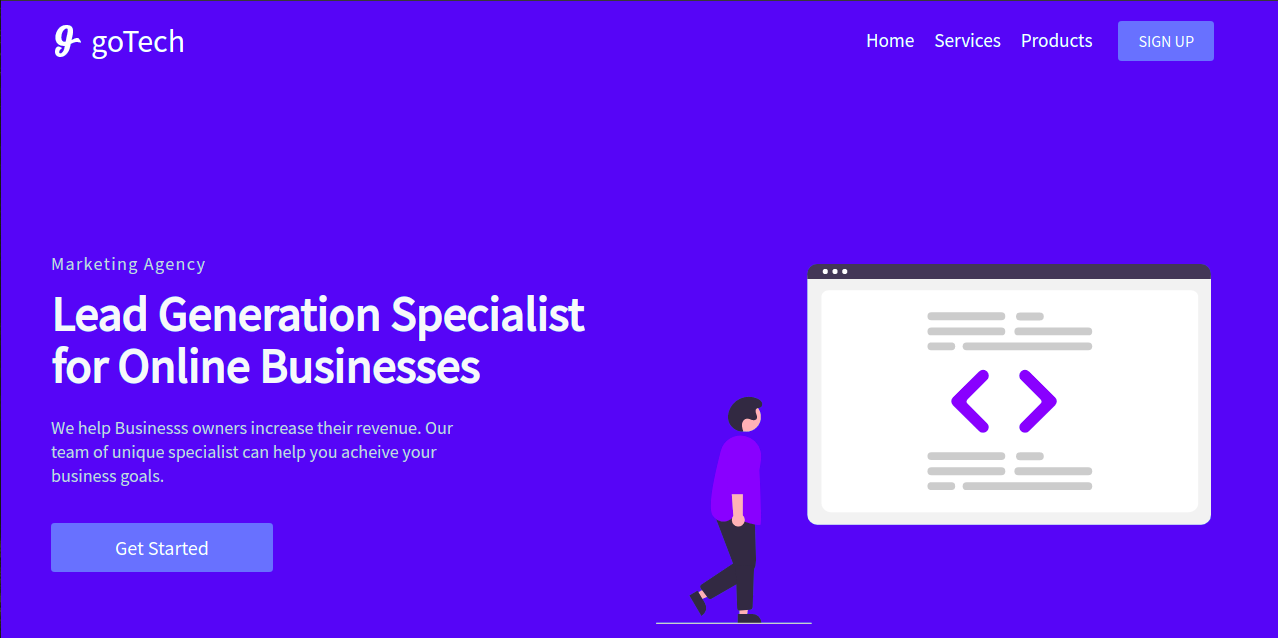 goTech
Home Services Products SIGN UP
Marketing Agency
Lead Generation Specialist
for Online Businesses
We help Businesss owners increase their revenue. Our
team of unique specialist can help you acheive your
business goals.
Get Started